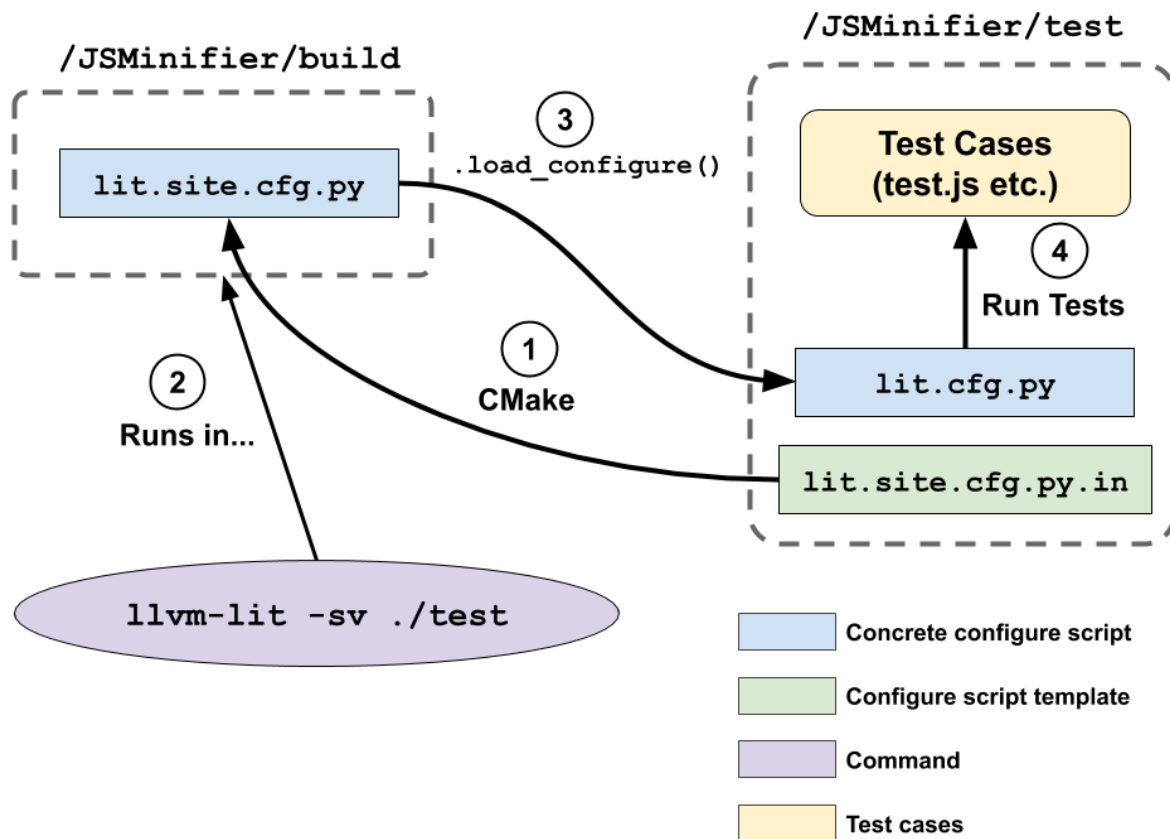 /JSMinifier/build
/JSMinifier/test
lit.site.cfg.py
3
.load_configure()
Test Cases
(test.js etc.)
4
Run Tests
1
CMake
2
Runs in...
lit.cfg.py
lit.site.cfg.py.in
llvm-lit -sv ./test
Concrete configure script
Configure script template
Command
Test cases